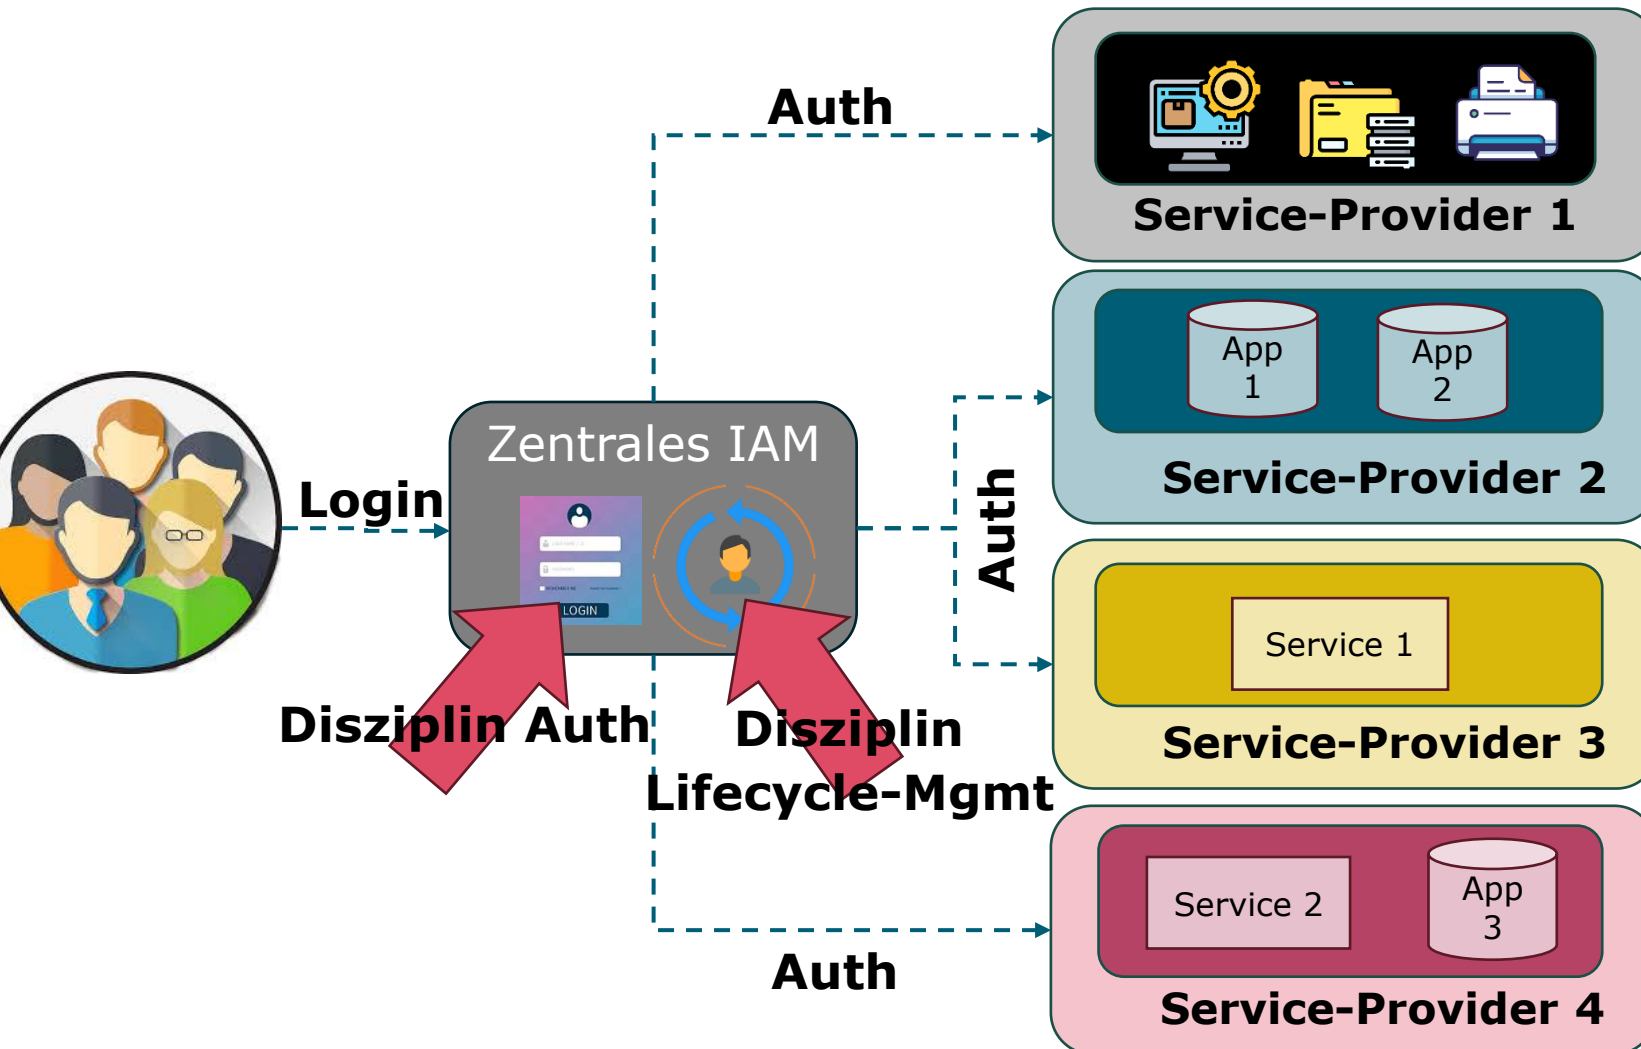 Auth
Service-Provider 1
App
1
App
2
Service-Provider 2
Zentrales IAM
Login
LOGIN
Auth
Service 1
Service-Provider 3
Disziplin Auth
Disziplin
Lifecycle-Mgmt
Service 2
App
3
Auth
Service-Provider 4